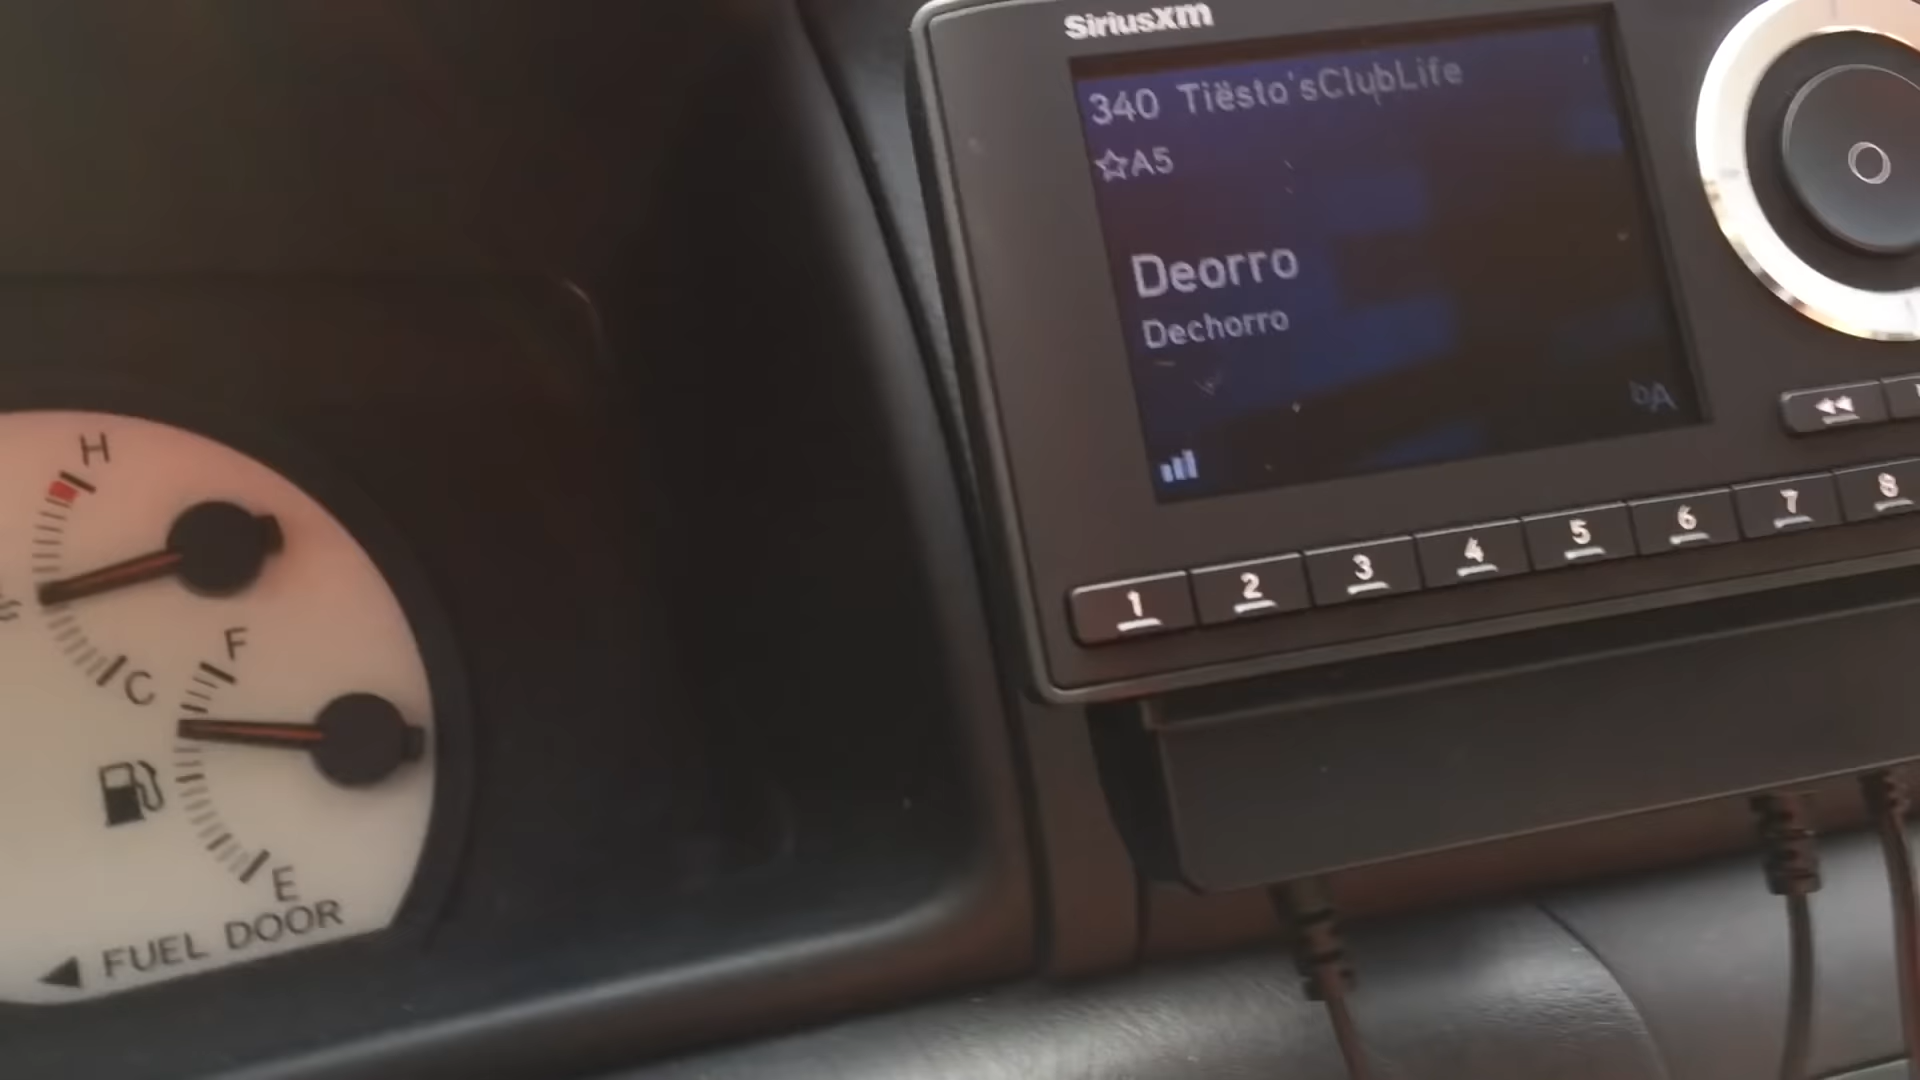 SiriusXM
340 Tiësto'sClubLife
☆A5
Deorro
Dechorro
1 2 3 4 5 6 7 8
H
C
F
E
FUEL DOOR